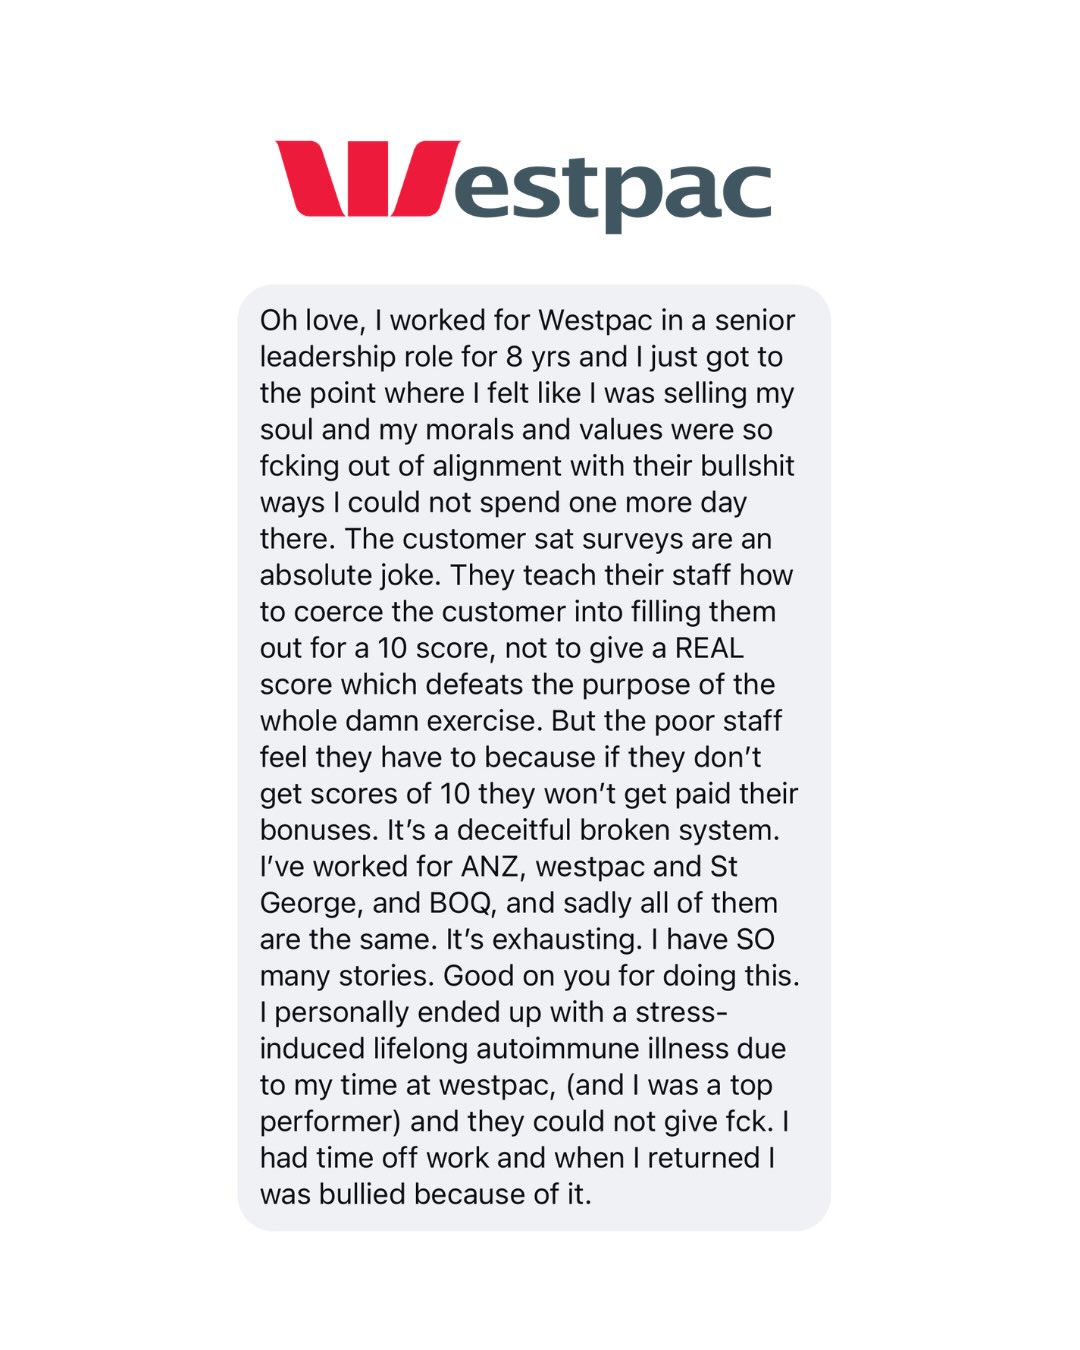 Westpac
Oh love, I worked for Westpac in a senior
leadership role for 8 yrs and I just got to
the point where I felt like I was selling my
soul and my morals and values were so
fcking out of alignment with their bullshit
ways I could not spend one more day
there. The customer sat surveys are an
absolute joke. They teach their staff how
to coerce the customer into filling them
out for a 10 score, not to give a REAL
score which defeats the purpose of the
whole damn exercise. But the poor staff
feel they have to because if they don’t
get scores of 10 they won’t get paid their
bonuses. It’s a deceitful broken system.
I’ve worked for ANZ, westpac and St
George, and BOQ, and sadly all of them
are the same. It’s exhausting. I have SO
many stories. Good on you for doing this.
I personally ended up with a stress-
induced lifelong autoimmune illness due
to my time at westpac, (and I was a top
performer) and they could not give fck. I
had time off work and when I returned I
was bullied because of it.